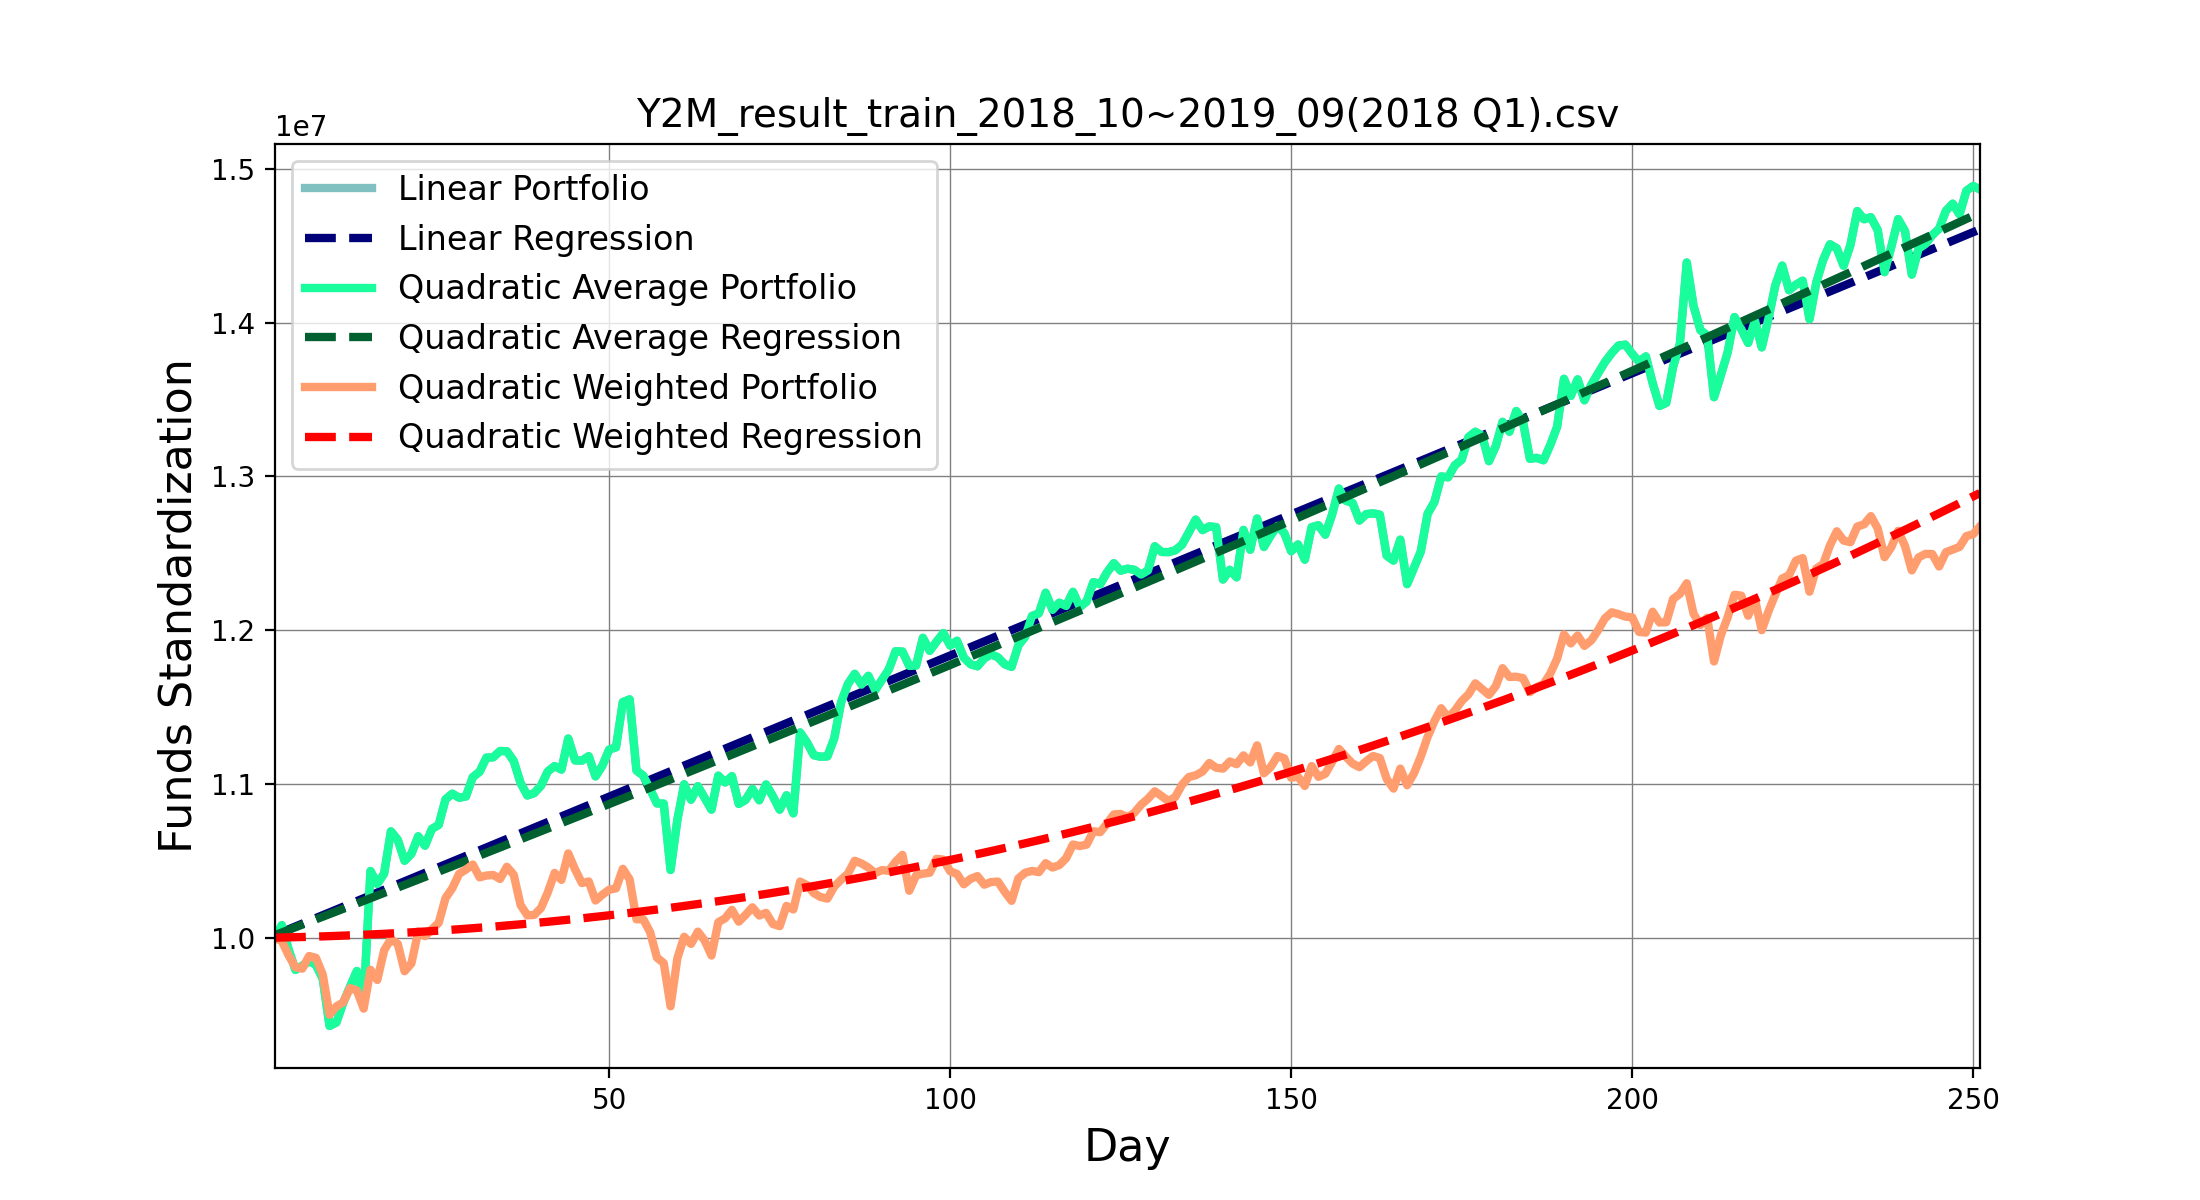 Y2M_result_train_2018_10~2019_09(2018 Q1).csv
1e7
1.5
1.4
1.3
1.2
1.1
1.0
Funds Standardization
Linear Portfolio
Linear Regression
Quadratic Average Portfolio
Quadratic Average Regression
Quadratic Weighted Portfolio
Quadratic Weighted Regression
50 100 150 200 250
Day